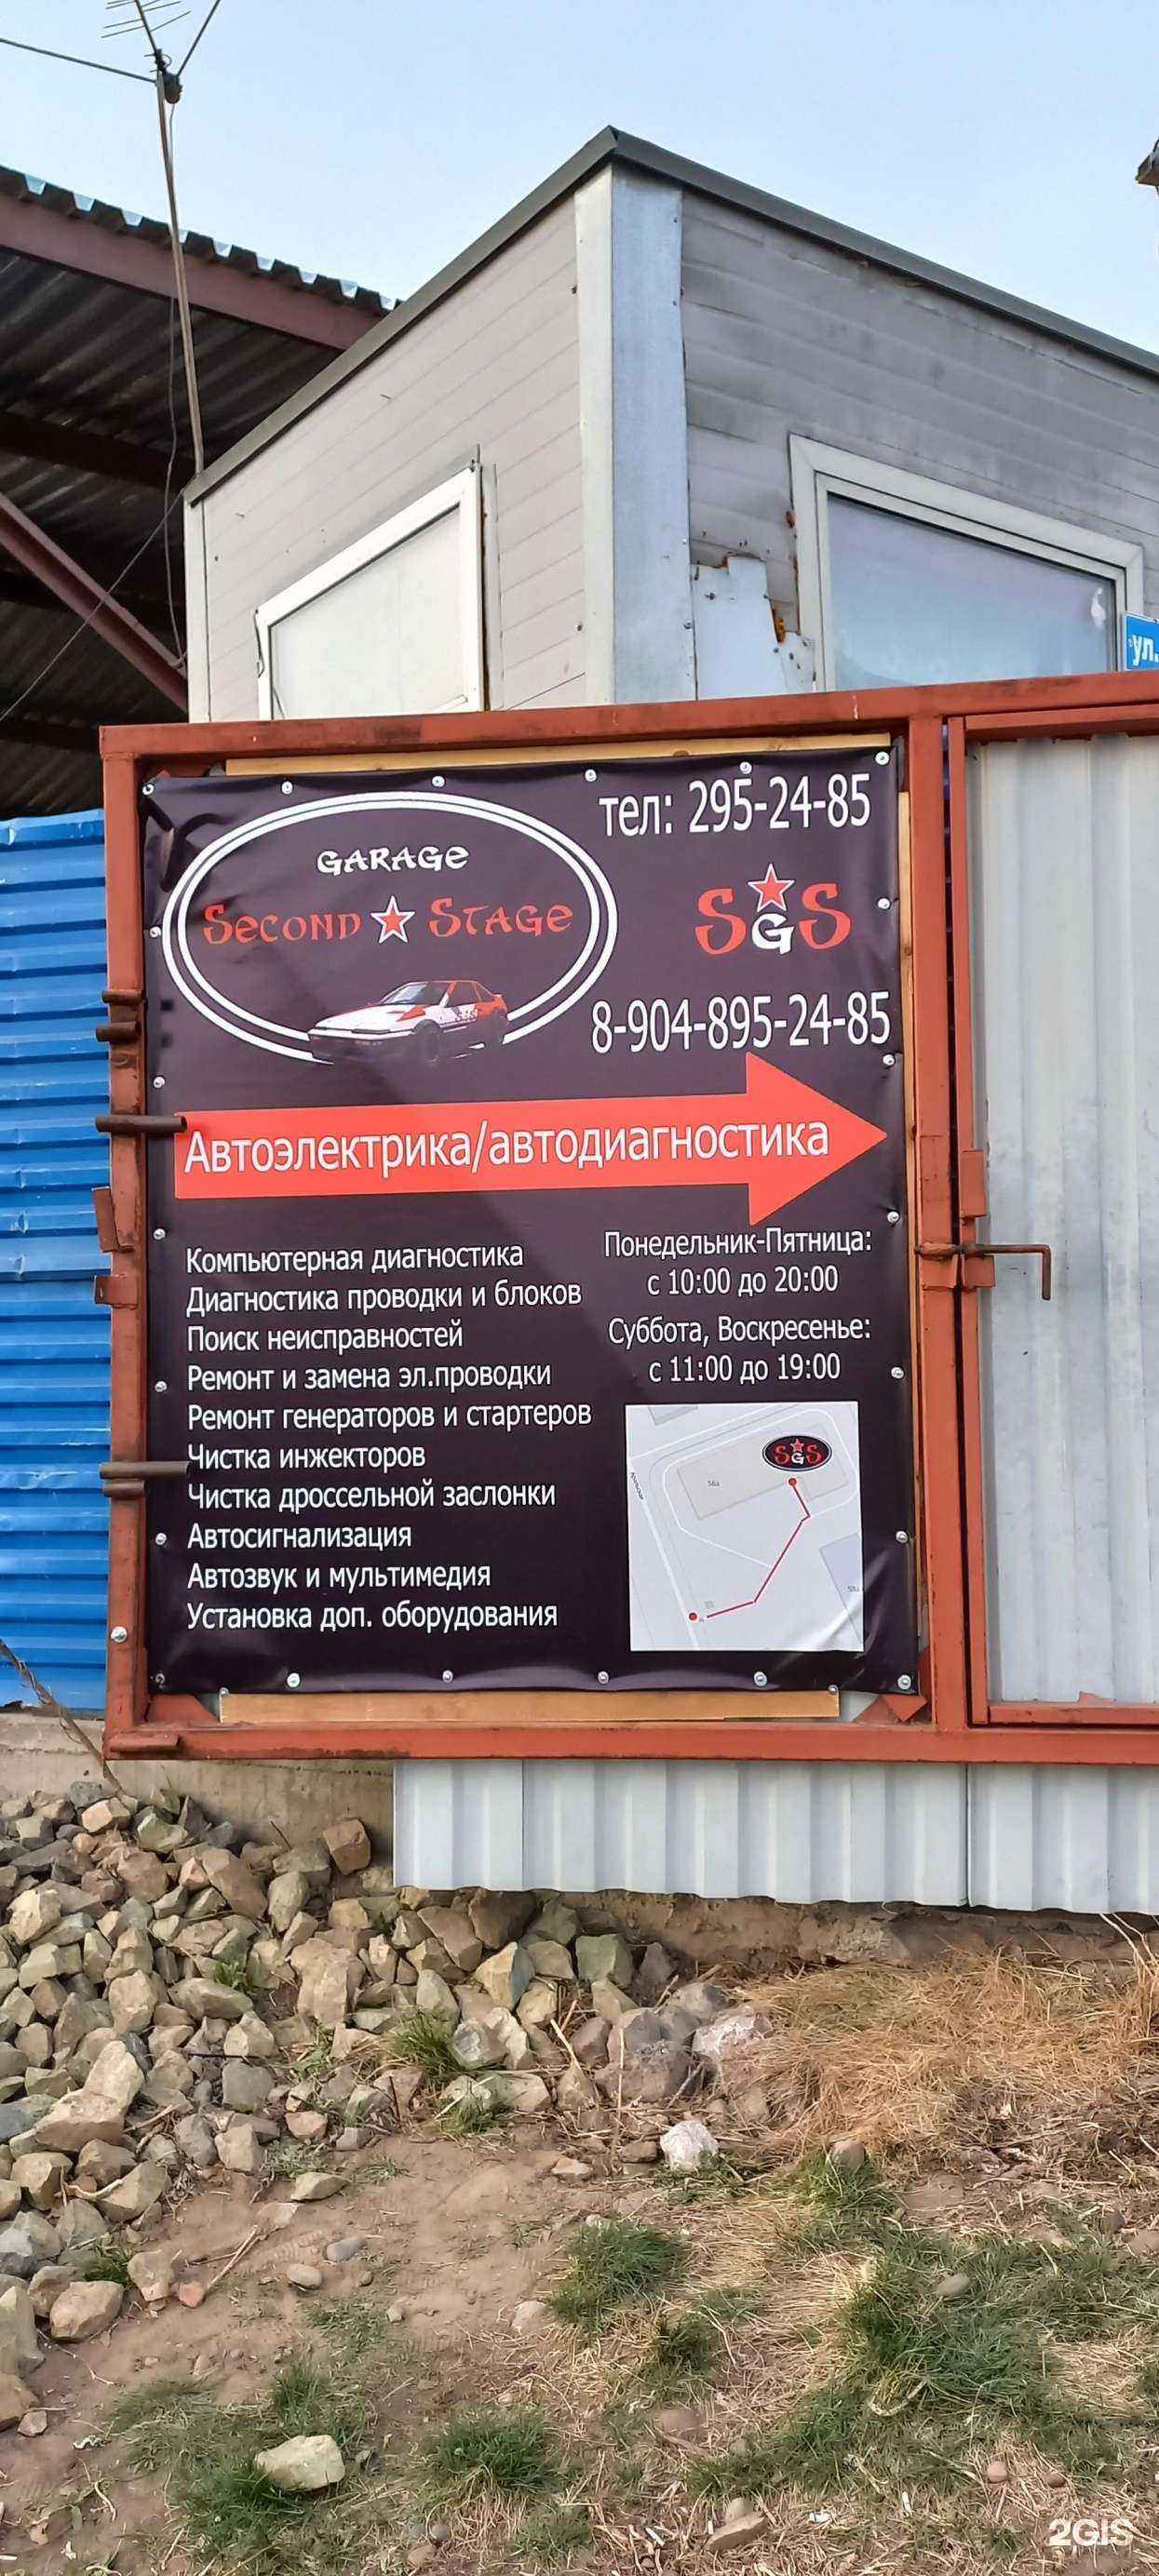 GARAGE
SECOND STAGE
тел: 295-24-85
SGS
8-904-895-24-85
Автоэлектрика/автодиагностика
Компьютерная диагностика
Диагностика проводки и блоков
Поиск неисправностей
Ремонт и замена эл.проводки
Ремонт генераторов и стартеров
Чистка инжекторов
Чистка дроссельной заслонки
Автосигнализация
Автозвук и мультимедия
Установка доп. оборудования
Понедельник-Пятница:
с 10:00 до 20:00
Суббота, Воскресенье:
с 11:00 до 19:00
SGS
58а
ул.
2GIS